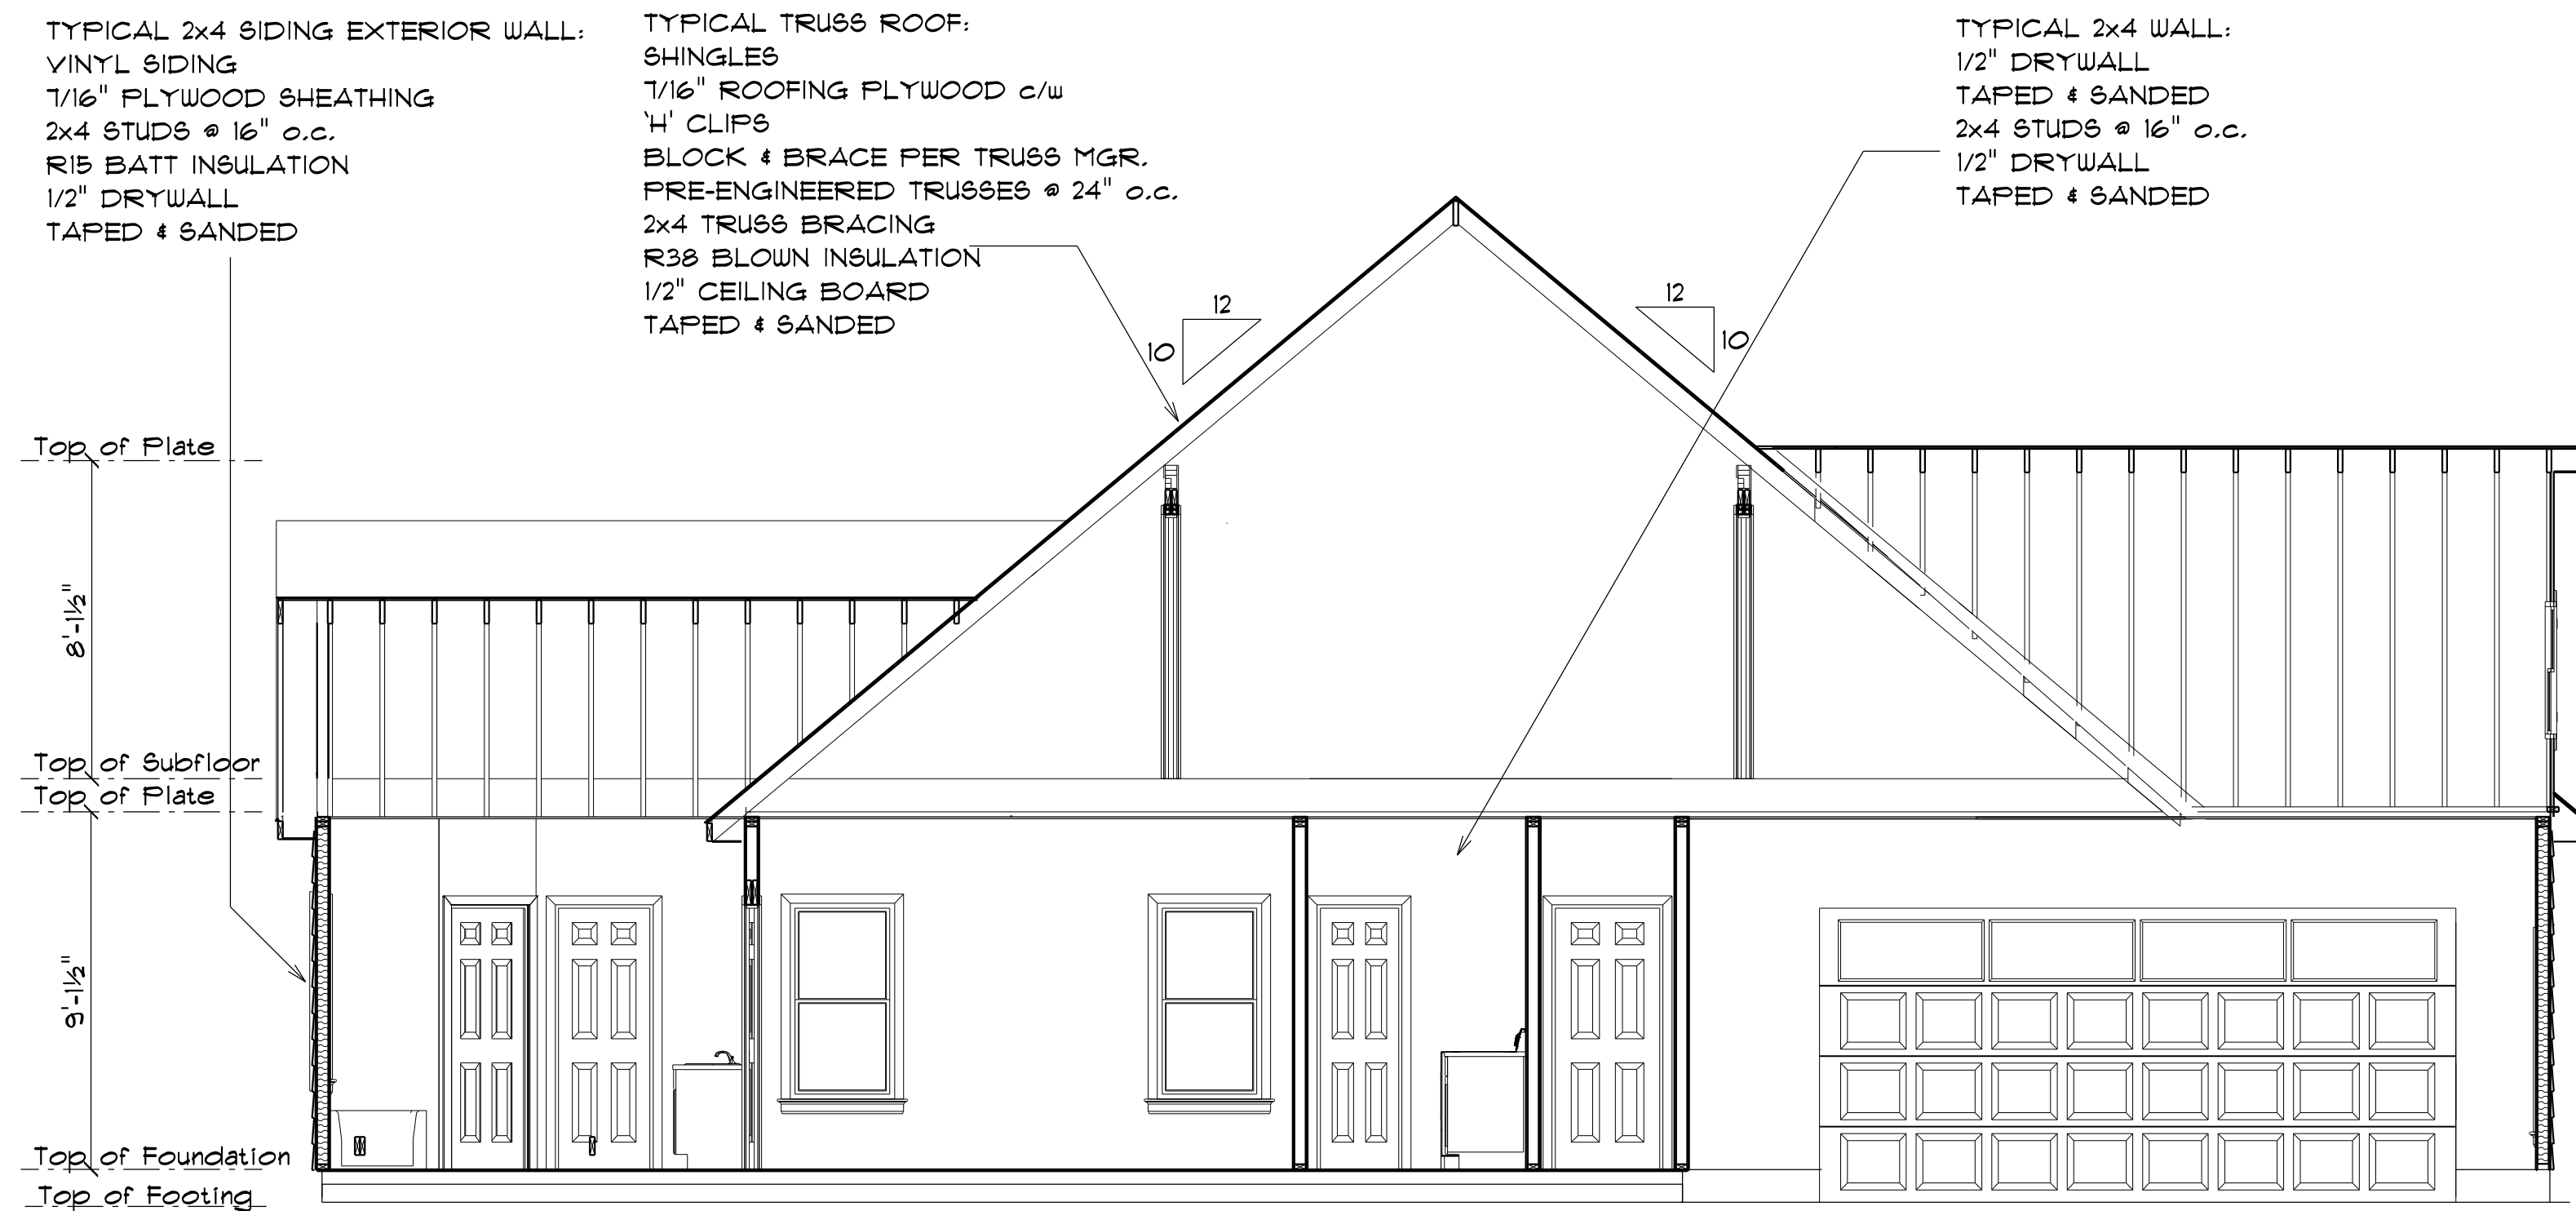 TYPICAL 2x4 SIDING EXTERIOR WALL:
VINYL SIDING
7/16" PLYWOOD SHEATHING
2x4 STUDS @ 16" o.c.
R15 BATT INSULATION
1/2" DRYWALL
TAPED & SANDED
TYPICAL TRUSS ROOF:
SHINGLES
7/16" ROOFING PLYWOOD c/w
'H' CLIPS
BLOCK & BRACE PER TRUSS MGR.
PRE-ENGINEERED TRUSSES @ 24" o.c.
2x4 TRUSS BRACING
R38 BLOWN INSULATION
1/2" CEILING BOARD
TAPED & SANDED
TYPICAL 2x4 WALL:
1/2" DRYWALL
TAPED & SANDED
2x4 STUDS @ 16" o.c.
1/2" DRYWALL
TAPED & SANDED
12
10
12
10
Top of Plate
8'-1½"
Top of Subfloor
Top of Plate
9'-1½"
Top of Foundation
Top of Footing